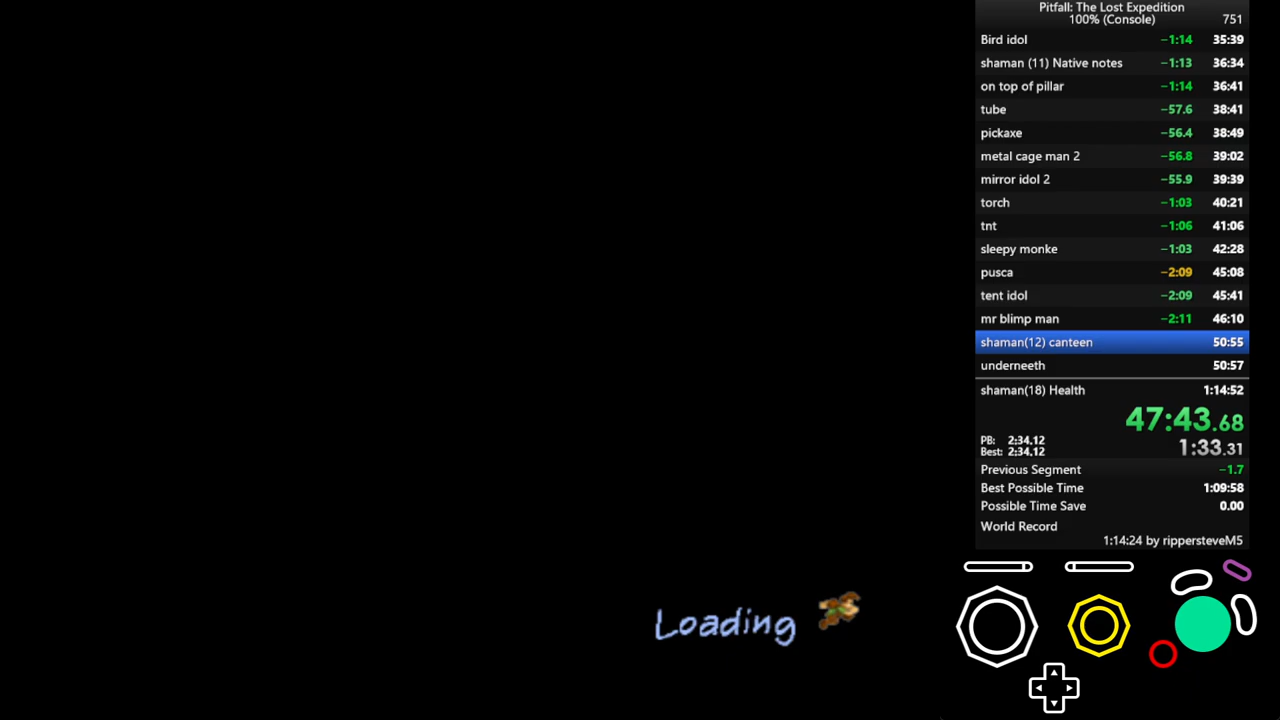 Pitfall: The Lost Expedition
100% (Console) 751
Bird idol −1:14 35:39
shaman (11) Native notes −1:13 36:34
on top of pillar −1:14 36:41
tube −57.6 38:41
pickaxe −56.4 38:49
metal cage man 2 −56.8 39:02
mirror idol 2 −55.9 39:39
torch −1:03 40:21
tnt −1:06 41:06
sleepy monke −1:03 42:28
pusca −2:09 45:08
tent idol −2:09 45:41
mr blimp man −2:11 46:10
shaman(12) canteen 50:55
underneeth 50:57
shaman(18) Health 1:14:52
47:43.68
PB: 2:34.12 1:33.31
Best: 2:34.12
Previous Segment −1.7
Best Possible Time 1:09:58
Possible Time Save 0.00
World Record
1:14:24 by rippersteveM5
Loading